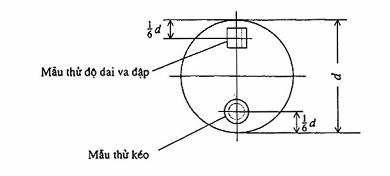 1/6 d
Mẫu thử độ dai va đập
d
1/6 d
Mẫu thử kéo